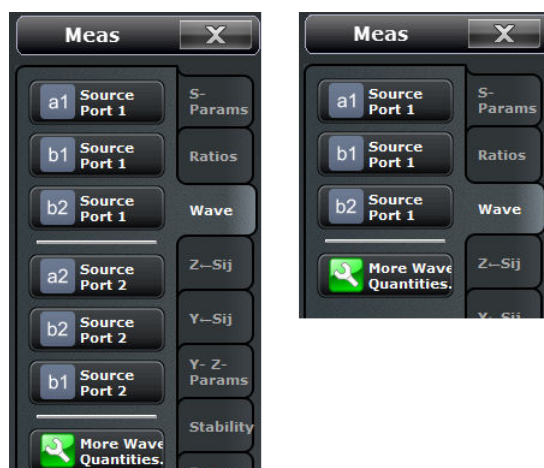 Meas X
a1 Source Port 1
b1 Source Port 1
b2 Source Port 1
a2 Source Port 2
b2 Source Port 2
b1 Source Port 2
More Wave Quantities.
S-Params
Ratios
Wave
Z←Sij
Y←Sij
Y- Z-Params
Stability
Meas X
a1 Source Port 1
b1 Source Port 1
b2 Source Port 1
More Wave Quantities.
S-Params
Ratios
Wave
Z←Sij
Y←Sij